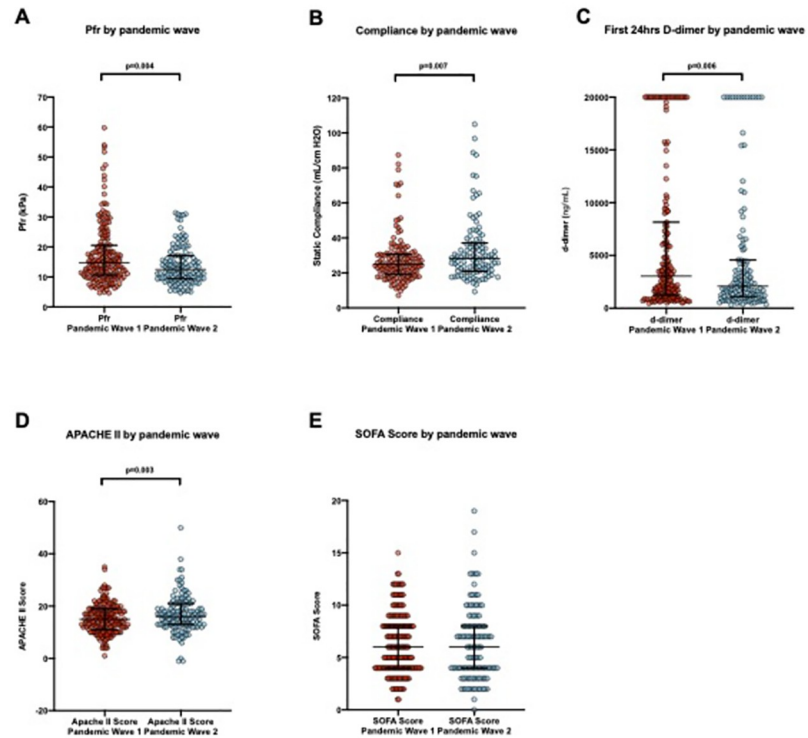 A
Pfr by pandemic wave
p=0.004
70
60
50
40
30
20
10
0
Pfr (kPa)
Pfr Pfr
Pandemic Wave 1 Pandemic Wave 2
B
Compliance by pandemic wave
p=0.007
120
100
80
60
40
20
0
Static Compliance (mL/cm H2O)
Compliance Compliance
Pandemic Wave 1 Pandemic Wave 2
C
First 24hrs D-dimer by pandemic wave
p=0.006
20000
15000
10000
5000
0
d-dimer (ng/mL)
d-dimer d-dimer
Pandemic Wave 1 Pandemic Wave 2
D
APACHE II by pandemic wave
p=0.003
60
40
20
0
-20
APACHE II Score
Apache II Score Apache II Score
Pandemic Wave 1 Pandemic Wave 2
E
SOFA Score by pandemic wave
20
15
10
5
0
SOFA Score
SOFA Score SOFA Score
Pandemic Wave 1 Pandemic Wave 2